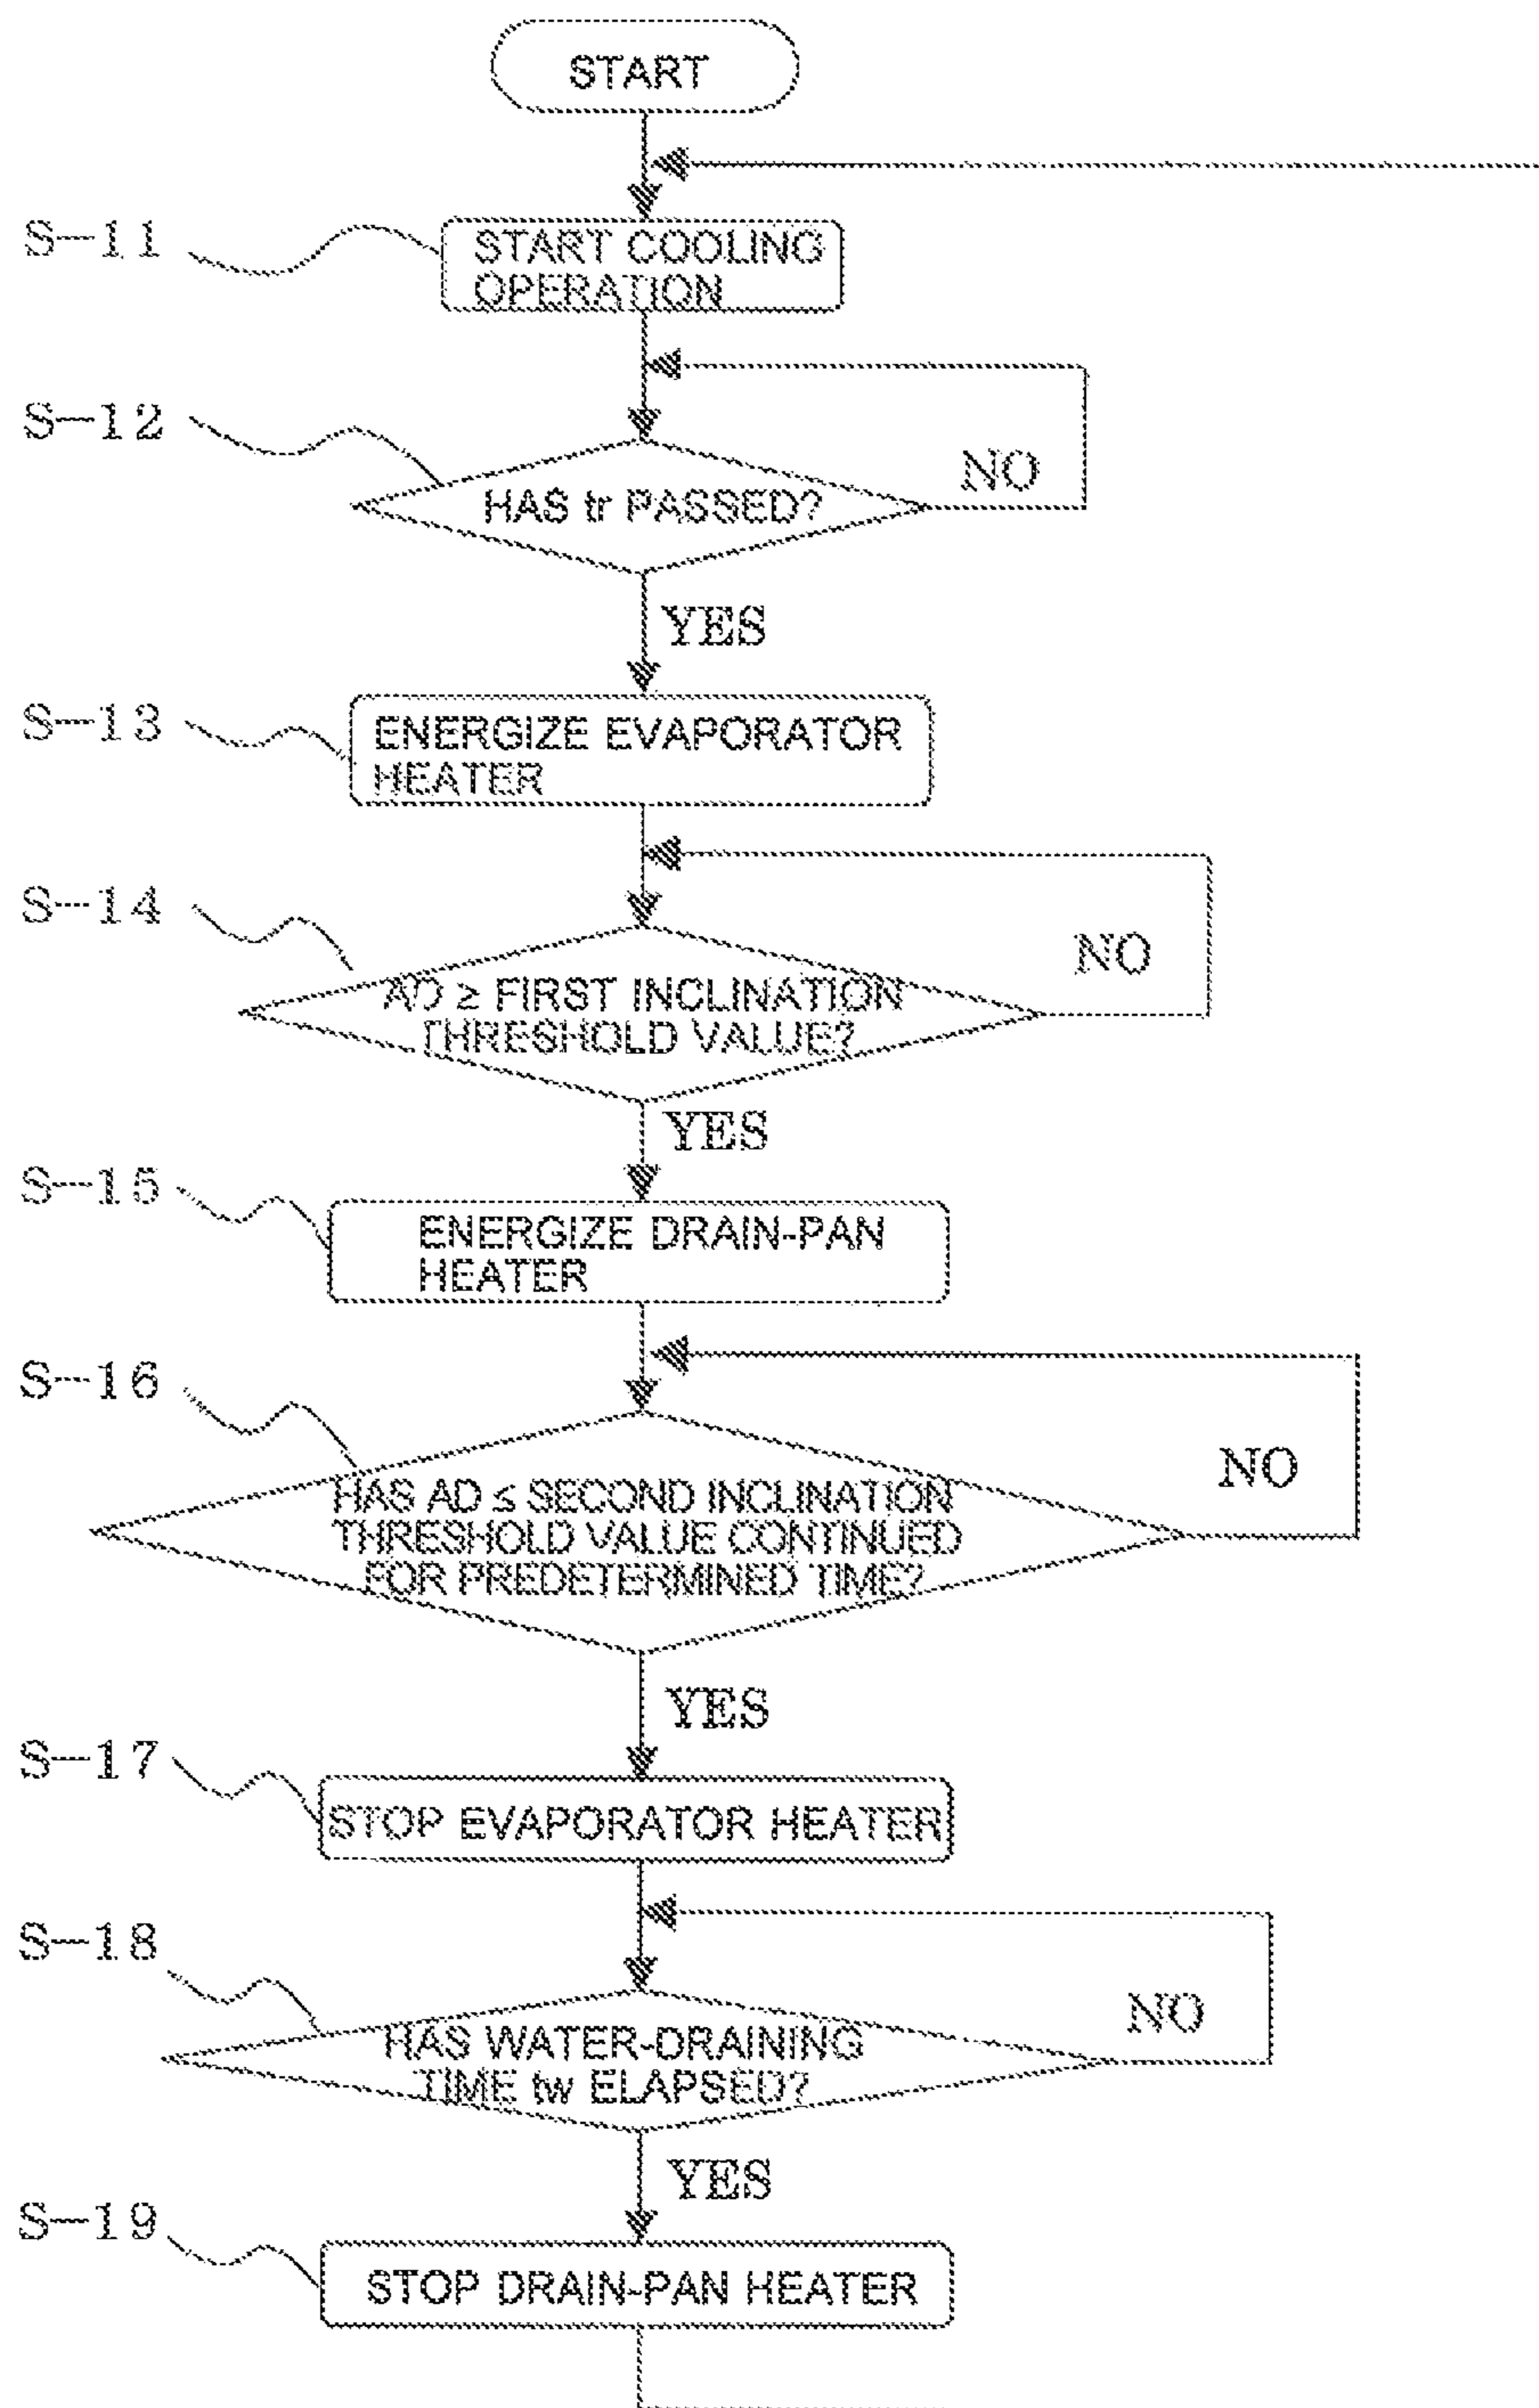 START
S-11
START COOLING
OPERATION
S-12
HAS tr PASSED?
NO
YES
S-13
ENERGIZE EVAPORATOR
HEATER
S-14
AD ≥ FIRST INCLINATION
THRESHOLD VALUE?
NO
YES
S-15
ENERGIZE DRAIN-PAN
HEATER
S-16
HAS AD ≤ SECOND INCLINATION
THRESHOLD VALUE CONTINUED
FOR PREDETERMINED TIME?
NO
YES
S-17
STOP EVAPORATOR HEATER
S-18
HAS WATER-DRAINING
TIME tw ELAPSED?
NO
YES
S-19
STOP DRAIN-PAN HEATER